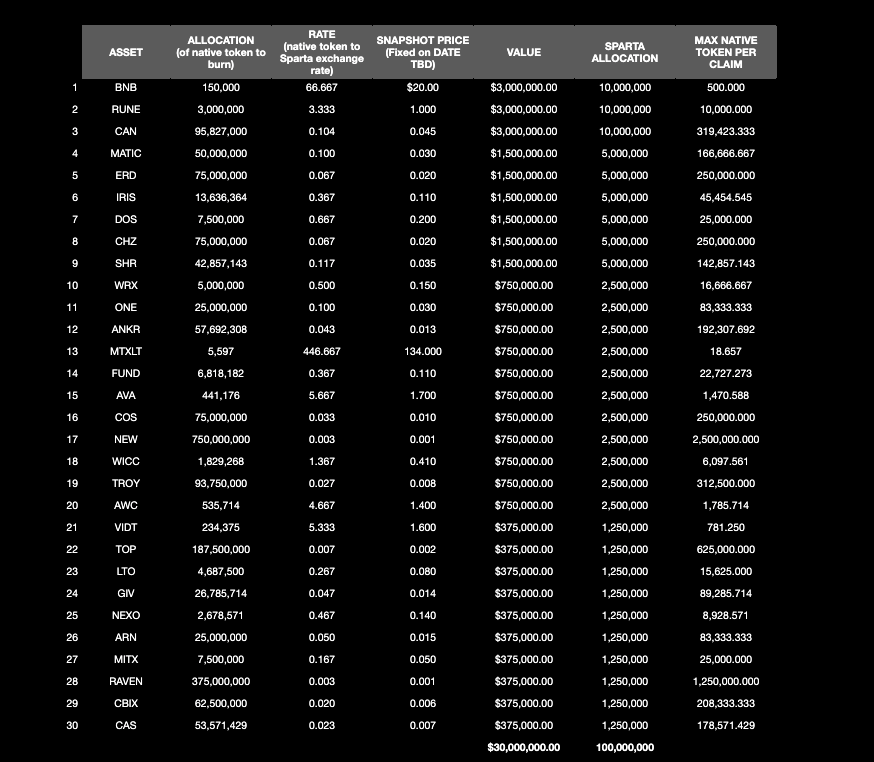 ASSET ALLOCATION (of native token to burn) RATE (native token to Sparta exchange rate) SNAPSHOT PRICE (Fixed on DATE TBD) VALUE SPARTA ALLOCATION MAX NATIVE TOKEN PER CLAIM
1 BNB 150,000 66.667 $20.00 $3,000,000.00 10,000,000 500.000
2 RUNE 3,000,000 3.333 1.000 $3,000,000.00 10,000,000 10,000.000
3 CAN 95,827,000 0.104 0.045 $3,000,000.00 10,000,000 319,423.333
4 MATIC 50,000,000 0.100 0.030 $1,500,000.00 5,000,000 166,666.667
5 ERD 75,000,000 0.067 0.020 $1,500,000.00 5,000,000 250,000.000
6 IRIS 13,636,364 0.367 0.110 $1,500,000.00 5,000,000 45,454.545
7 DOS 7,500,000 0.667 0.200 $1,500,000.00 5,000,000 25,000.000
8 CHZ 75,000,000 0.067 0.020 $1,500,000.00 5,000,000 250,000.000
9 SHR 42,857,143 0.117 0.035 $1,500,000.00 5,000,000 142,857.143
10 WRX 5,000,000 0.500 0.150 $750,000.00 2,500,000 16,666.667
11 ONE 25,000,000 0.100 0.030 $750,000.00 2,500,000 83,333.333
12 ANKR 57,692,308 0.043 0.013 $750,000.00 2,500,000 192,307.692
13 MTXLT 5,597 446.667 134.000 $750,000.00 2,500,000 18.657
14 FUND 6,818,182 0.367 0.110 $750,000.00 2,500,000 22,727.273
15 AVA 441,176 5.667 1.700 $750,000.00 2,500,000 1,470.588
16 COS 75,000,000 0.033 0.010 $750,000.00 2,500,000 250,000.000
17 NEW 750,000,000 0.003 0.001 $750,000.00 2,500,000 2,500,000.000
18 WICC 1,829,268 1.367 0.410 $750,000.00 2,500,000 6,097.561
19 TROY 93,750,000 0.027 0.008 $750,000.00 2,500,000 312,500.000
20 AWC 535,714 4.667 1.400 $750,000.00 2,500,000 1,785.714
21 VIDT 234,375 5.333 1.600 $375,000.00 1,250,000 781.250
22 TOP 187,500,000 0.007 0.002 $375,000.00 1,250,000 625,000.000
23 LTO 4,687,500 0.267 0.080 $375,000.00 1,250,000 15,625.000
24 GIV 26,785,714 0.047 0.014 $375,000.00 1,250,000 89,285.714
25 NEXO 2,678,571 0.467 0.140 $375,000.00 1,250,000 8,928.571
26 ARN 25,000,000 0.050 0.015 $375,000.00 1,250,000 83,333.333
27 MITX 7,500,000 0.167 0.050 $375,000.00 1,250,000 25,000.000
28 RAVEN 375,000,000 0.003 0.001 $375,000.00 1,250,000 1,250,000.000
29 CBIX 62,500,000 0.020 0.006 $375,000.00 1,250,000 208,333.333
30 CAS 53,571,429 0.023 0.007 $375,000.00 1,250,000 178,571.429
$30,000,000.00 100,000,000